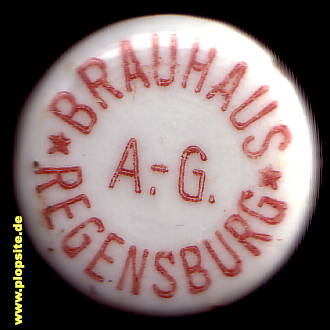 ★ BRAUHAUS ★
A.-G.
REGENSBURG
www.plopsite.de